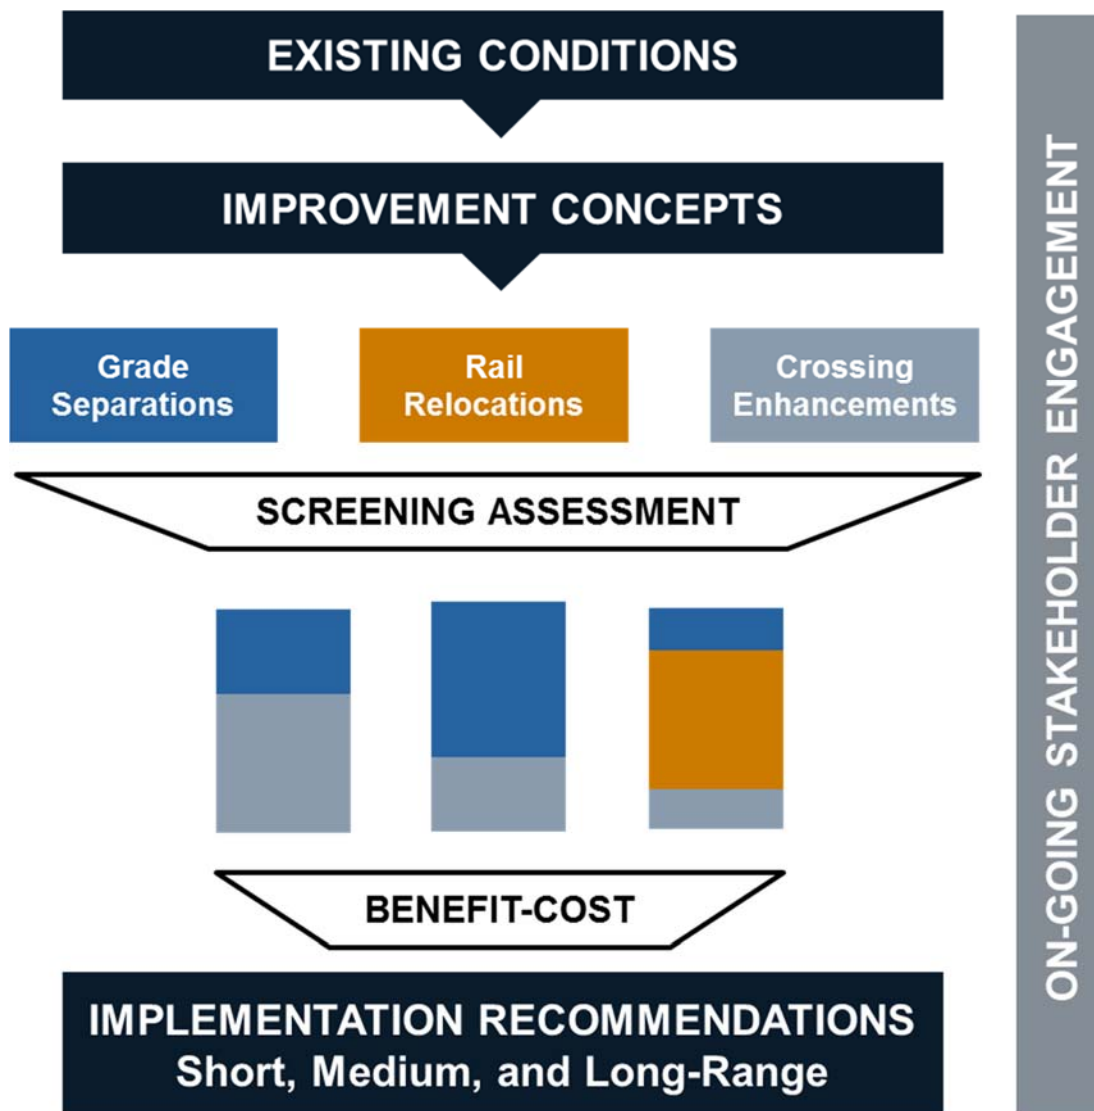 EXISTING CONDITIONS
IMPROVEMENT CONCEPTS
Grade
Separations
Rail
Relocations
Crossing
Enhancements
SCREENING ASSESSMENT
BENEFIT-COST
IMPLEMENTATION RECOMMENDATIONS
Short, Medium, and Long-Range
ON-GOING STAKEHOLDER ENGAGEMENT